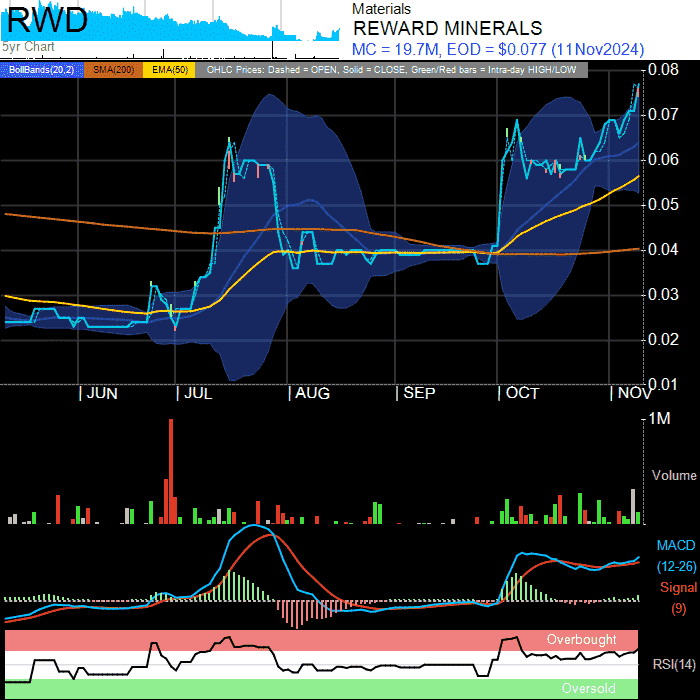 RWD
5yr Chart
Materials
REWARD MINERALS
MC = 19.7M, EOD = $0.077 (11Nov2024)
BollBands(20,2) SMA(200) EMA(50) OHLC Prices: Dashed = OPEN, Solid = CLOSE, Green/Red bars = Intra-day HIGH/LOW
0.08
0.07
0.06
0.05
0.04
0.03
0.02
0.01
JUN JUL AUG SEP OCT NOV
1M
Volume
MACD
(12-26)
Signal
(9)
Overbought
RSI(14)
Oversold